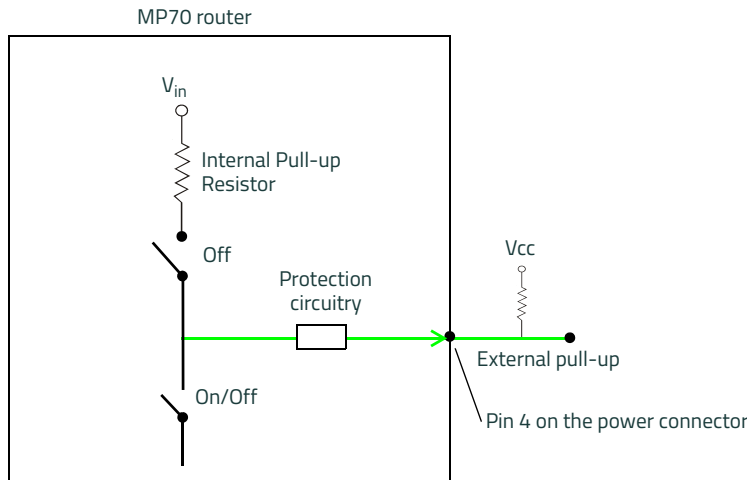 MP70 router
Vin
Internal Pull-up
Resistor
Off
Protection
circuitry
Vcc
External pull-up
On/Off
Pin 4 on the power connector